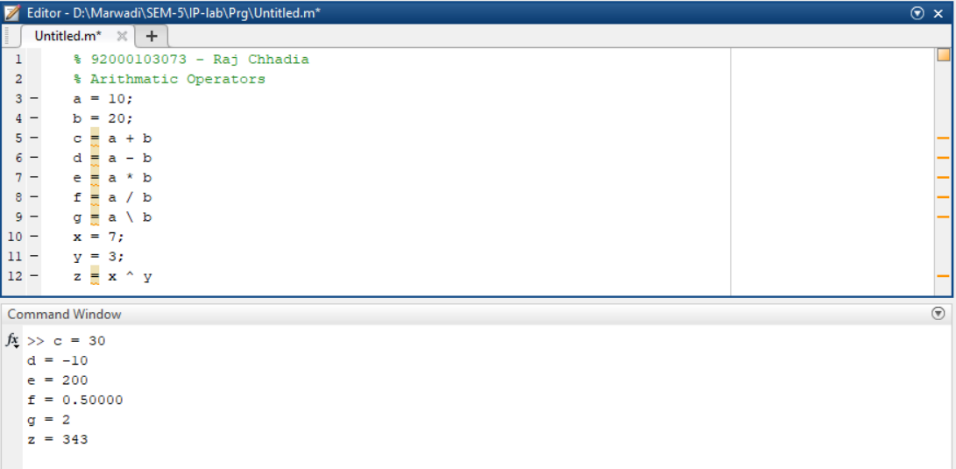 Editor - D:\Marwadi\SEM-5\IP-lab\Prg\Untitled.m*
Untitled.m*
1 % 92000103073 - Raj Chhadia
2 % Arithmatic Operators
3 - a = 10;
4 - b = 20;
5 - c = a + b
6 - d = a - b
7 - e = a * b
8 - f = a / b
9 - g = a \ b
10 - x = 7;
11 - y = 3;
12 - z = x ^ y
Command Window
fx >> c = 30
d = -10
e = 200
f = 0.50000
g = 2
z = 343